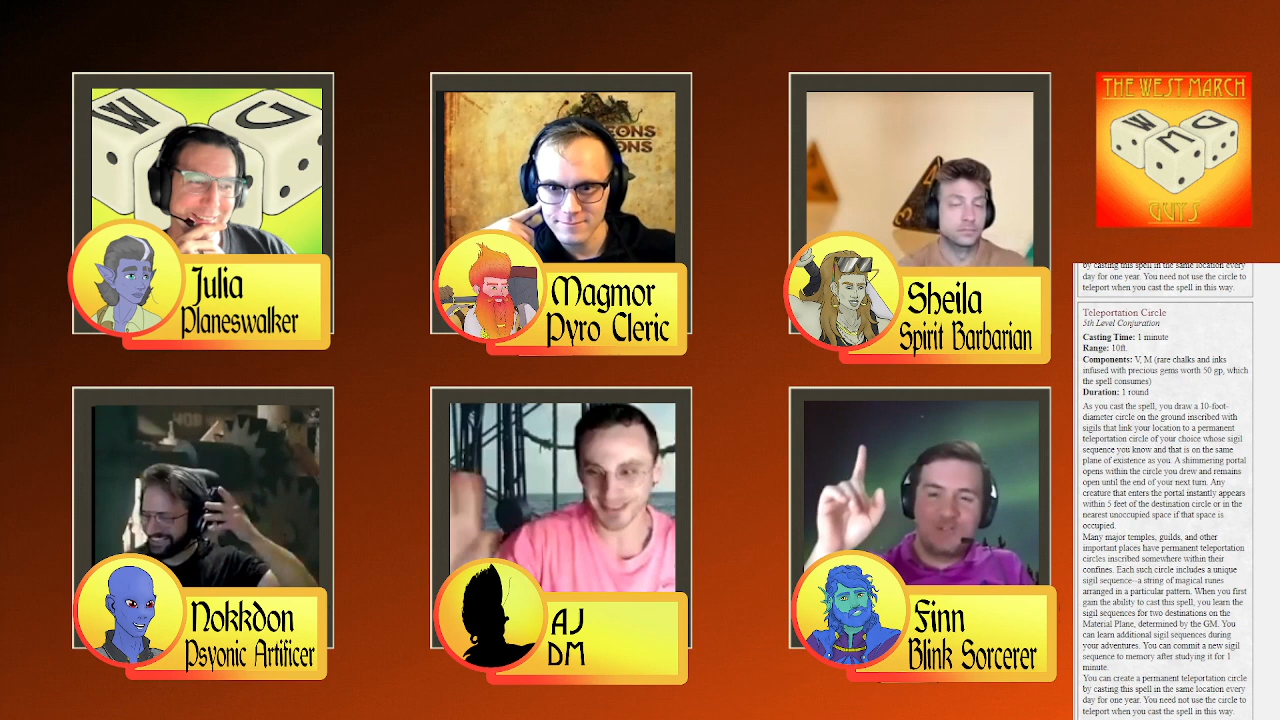 W
G
Julia
Planeswalker
Magmor
Pyro Cleric
Sheila
Spirit Barbarian
THE WEST MARCH
W
M
G
GUYS
by casting this spell in the same location every
day for one year. You need not use the circle to
teleport when you cast the spell in this way.
Teleportation Circle
5th Level Conjuration
Casting Time: 1 minute
Range: 10ft.
Components: V, M (rare chalks and inks
infused with precious gems worth 50 gp, which
the spell consumes)
Duration: 1 round
As you cast the spell, you draw a 10-foot-
diameter circle on the ground inscribed with
sigils that link your location to a permanent
teleportation circle of your choice whose sigil
sequence you know and that is on the same
plane of existence as you. A shimmering portal
opens within the circle you drew and remains
open until the end of your next turn. Any
creature that enters the portal instantly appears
within 5 feet of the destination circle or in the
nearest unoccupied space if that space is
occupied.
Many major temples, guilds, and other
important places have permanent teleportation
circles inscribed somewhere within their
confines. Each such circle includes a unique
sigil sequence--a string of magical runes
arranged in a particular pattern. When you first
gain the ability to cast this spell, you learn the
sigil sequences for two destinations on the
Material Plane, determined by the GM. You
can learn additional sigil sequences during
your adventures. You can commit a new sigil
sequence to memory after studying it for 1
minute.
You can create a permanent teleportation circle
by casting this spell in the same location every
day for one year. You need not use the circle to
teleport when you cast the spell in this way.
Nokkdon
Psyonic Artificer
AJ
DM
Finn
Blink Sorcerer